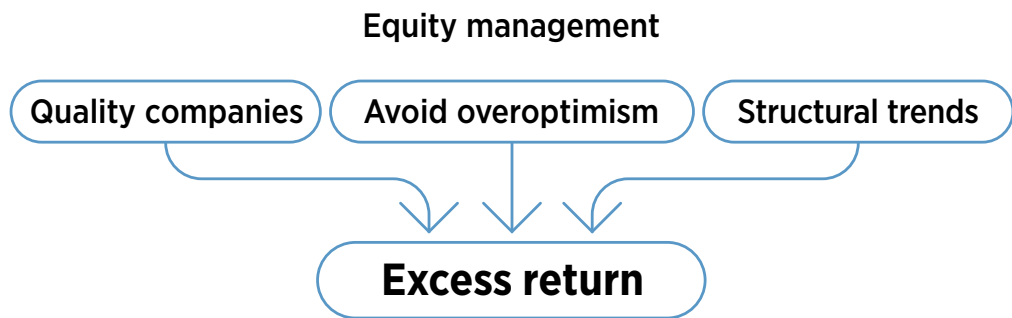 Equity management
Quality companies
Avoid overoptimism
Structural trends
Excess return